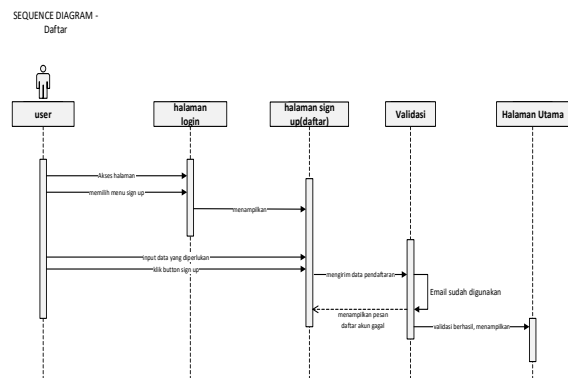 SEQUENCE DIAGRAM -
Daftar
user
halaman
login
halaman sign
up(daftar)
Validasi
Halaman Utama
Akses halaman
memilih menu sign up
menampilkan
input data yang diperlukan
klik button sign up
mengirim data pendaftaran
Email sudah digunakan
menampilkan pesan
daftar akun gagal
validasi berhasil, menampilkan